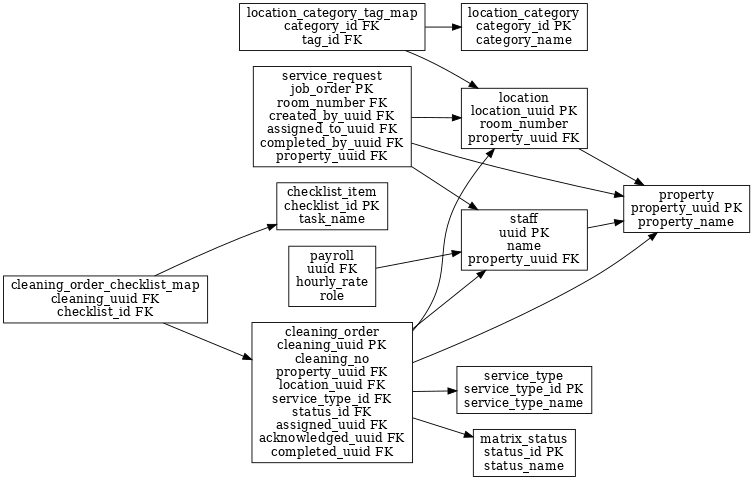 location_category_tag_map
category_id FK
tag_id FK
location_category
category_id PK
category_name
service_request
job_order PK
room_number FK
created_by_uuid FK
assigned_to_uuid FK
completed_by_uuid FK
property_uuid FK
location
location_uuid PK
room_number
property_uuid FK
checklist_item
checklist_id PK
task_name
property
property_uuid PK
property_name
staff
uuid PK
name
property_uuid FK
payroll
uuid FK
hourly_rate
role
cleaning_order_checklist_map
cleaning_uuid FK
checklist_id FK
cleaning_order
cleaning_uuid PK
cleaning_no
property_uuid FK
location_uuid FK
service_type_id FK
status_id FK
assigned_uuid FK
acknowledged_uuid FK
completed_uuid FK
service_type
service_type_id PK
service_type_name
matrix_status
status_id PK
status_name